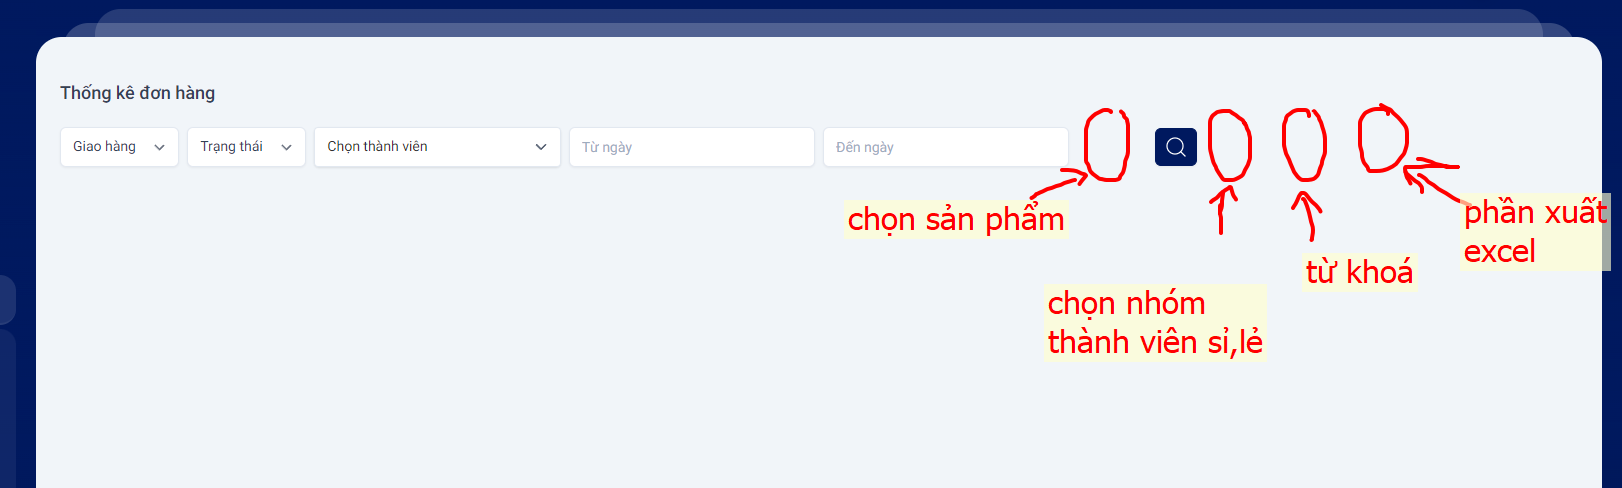 Thống kê đơn hàng
Giao hàng
Trạng thái
Chọn thành viên
Từ ngày
Đến ngày
chọn sản phẩm
phần xuất
excel
từ khoá
chọn nhóm
thành viên sỉ,lẻ